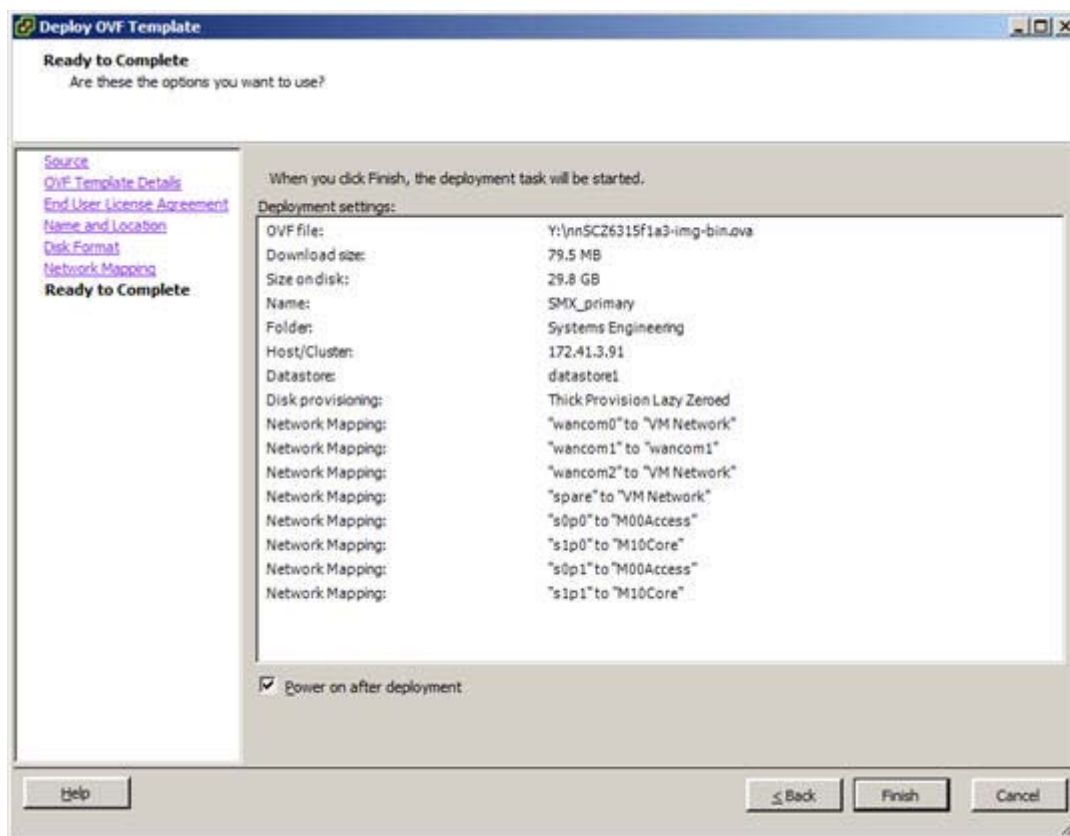 Deploy OVF Template
Ready to Complete
Are these the options you want to use?
Source
OVF Template Details
End User License Agreement
Name and Location
Disk Format
Network Mapping
Ready to Complete
When you click Finish, the deployment task will be started.
Deployment settings:
OVF file: Y:\nnSCZ6315f1a3-img-bin.ova
Download size: 79.5 MB
Size on disk: 29.8 GB
Name: SMX_primary
Folder: Systems Engineering
Host/Cluster: 172.41.3.91
Datastore: datastore1
Disk provisioning: Thick Provision Lazy Zeroed
Network Mapping: "wancom0" to "VM Network"
Network Mapping: "wancom1" to "wancom1"
Network Mapping: "wancom2" to "VM Network"
Network Mapping: "spare" to "VM Network"
Network Mapping: "s0p0" to "M00Access"
Network Mapping: "s1p0" to "M10Core"
Network Mapping: "s0p1" to "M00Access"
Network Mapping: "s1p1" to "M10Core"
Power on after deployment
Help
< Back
Finish
Cancel